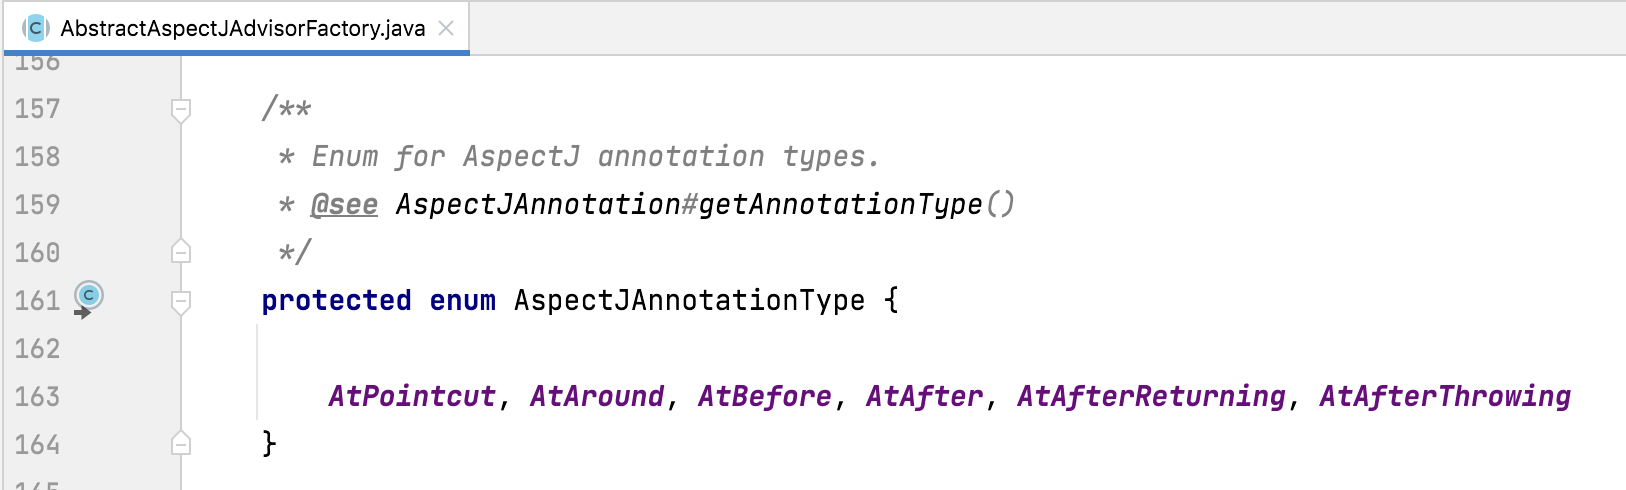 AbstractAspectJAdvisorFactory.java
156
157 /**
158 * Enum for AspectJ annotation types.
159 * @see AspectJAnnotation#getAnnotationType()
160 */
161 protected enum AspectJAnnotationType {
162
163 AtPointcut, AtAround, AtBefore, AtAfter, AtAfterReturning, AtAfterThrowing
164 }
165